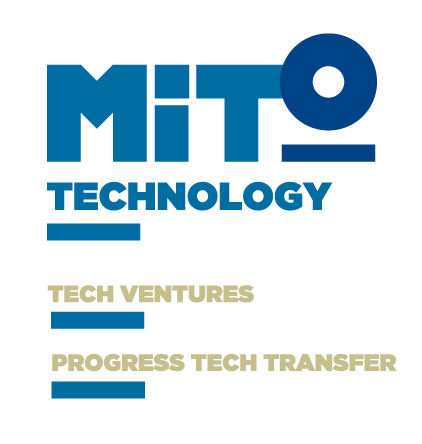 MiTO
TECHNOLOGY
TECH VENTURES
PROGRESS TECH TRANSFER